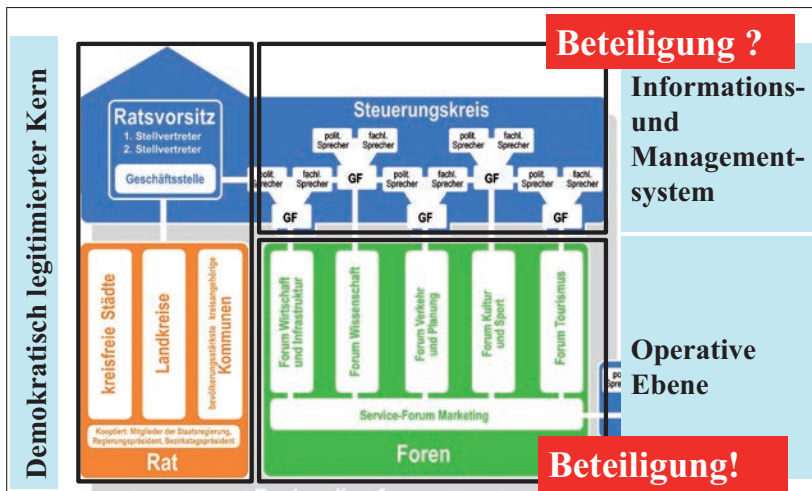 Demokratisch legitimierter Kern
Beteiligung ?
Informations-
und
Management-
system
Ratsvorsitz
1. Stellvertreter
2. Stellvertreter
Geschäftsstelle
Steuerungskreis
polit.
Sprecher
fachl.
Sprecher
GF
polit.
Sprecher
fachl.
Sprecher
GF
polit.
Sprecher
fachl.
Sprecher
GF
polit.
Sprecher
fachl.
Sprecher
GF
polit.
Sprecher
fachl.
Sprecher
GF
kreisfreie Städte
Landkreise
bevölkerungsstärkste kreisangehörige
Kommunen
Kooptiert: Mitglieder der Staatsregierung,
Regierungspräsident, Bezirkstagspräsident
Rat
Forum Wirtschaft
und Infrastruktur
Forum Wissenschaft
Forum Verkehr
und Planung
Forum Kultur
und Sport
Forum Tourismus
Service-Forum Marketing
Foren
Operative
Ebene
Beteiligung!